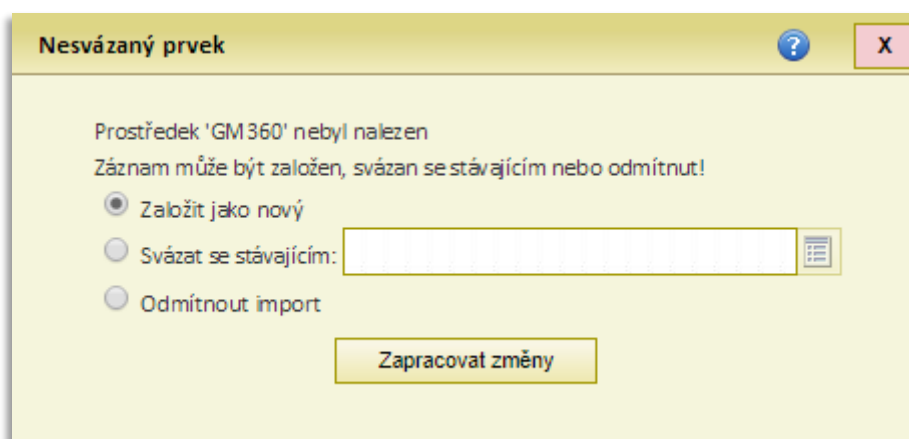 Nesvázaný prvek
?
X
Prostředek 'GM360' nebyl nalezen
Záznam může být založen, svázan se stávajícím nebo odmítnut!
Založit jako nový
Svázat se stávajícím:
Odmítnout import
Zapracovat změny